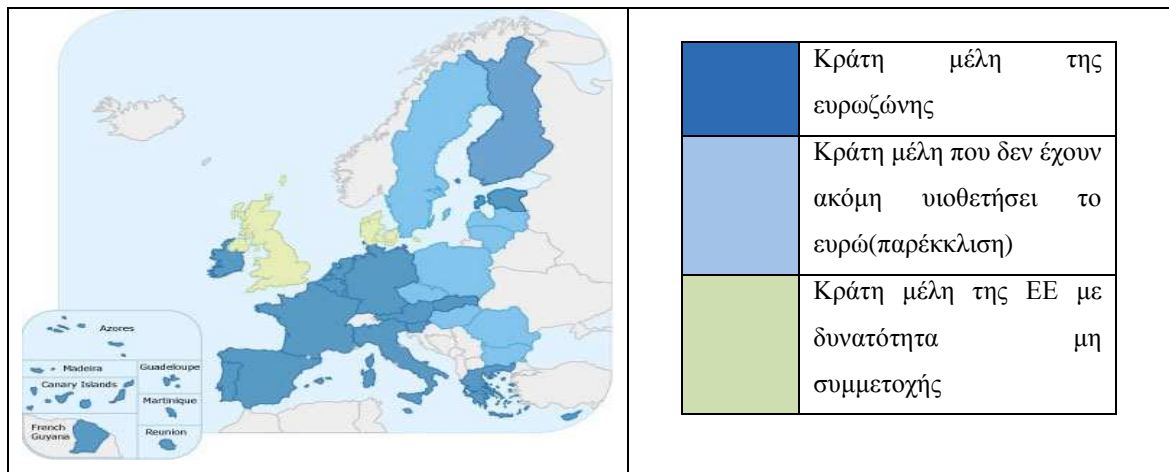 Azores
Madeira
Guadeloupe
Canary Islands
Martinique
French
Guyana
Reunion
Κράτη μέλη της
ευρωζώνης
Κράτη μέλη που δεν έχουν
ακόμη υιοθετήσει το
ευρώ(παρέκκλιση)
Κράτη μέλη της ΕΕ με
δυνατότητα μη
συμμετοχής